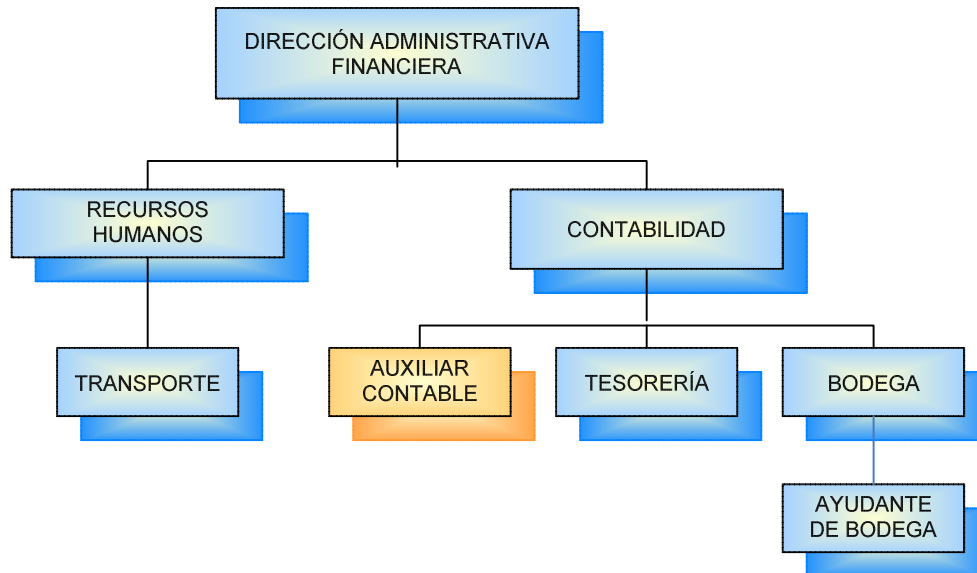 DIRECCIÓN ADMINISTRATIVA
FINANCIERA
RECURSOS
HUMANOS
CONTABILIDAD
TRANSPORTE
AUXILIAR
CONTABLE
TESORERÍA
BODEGA
AYUDANTE
DE BODEGA